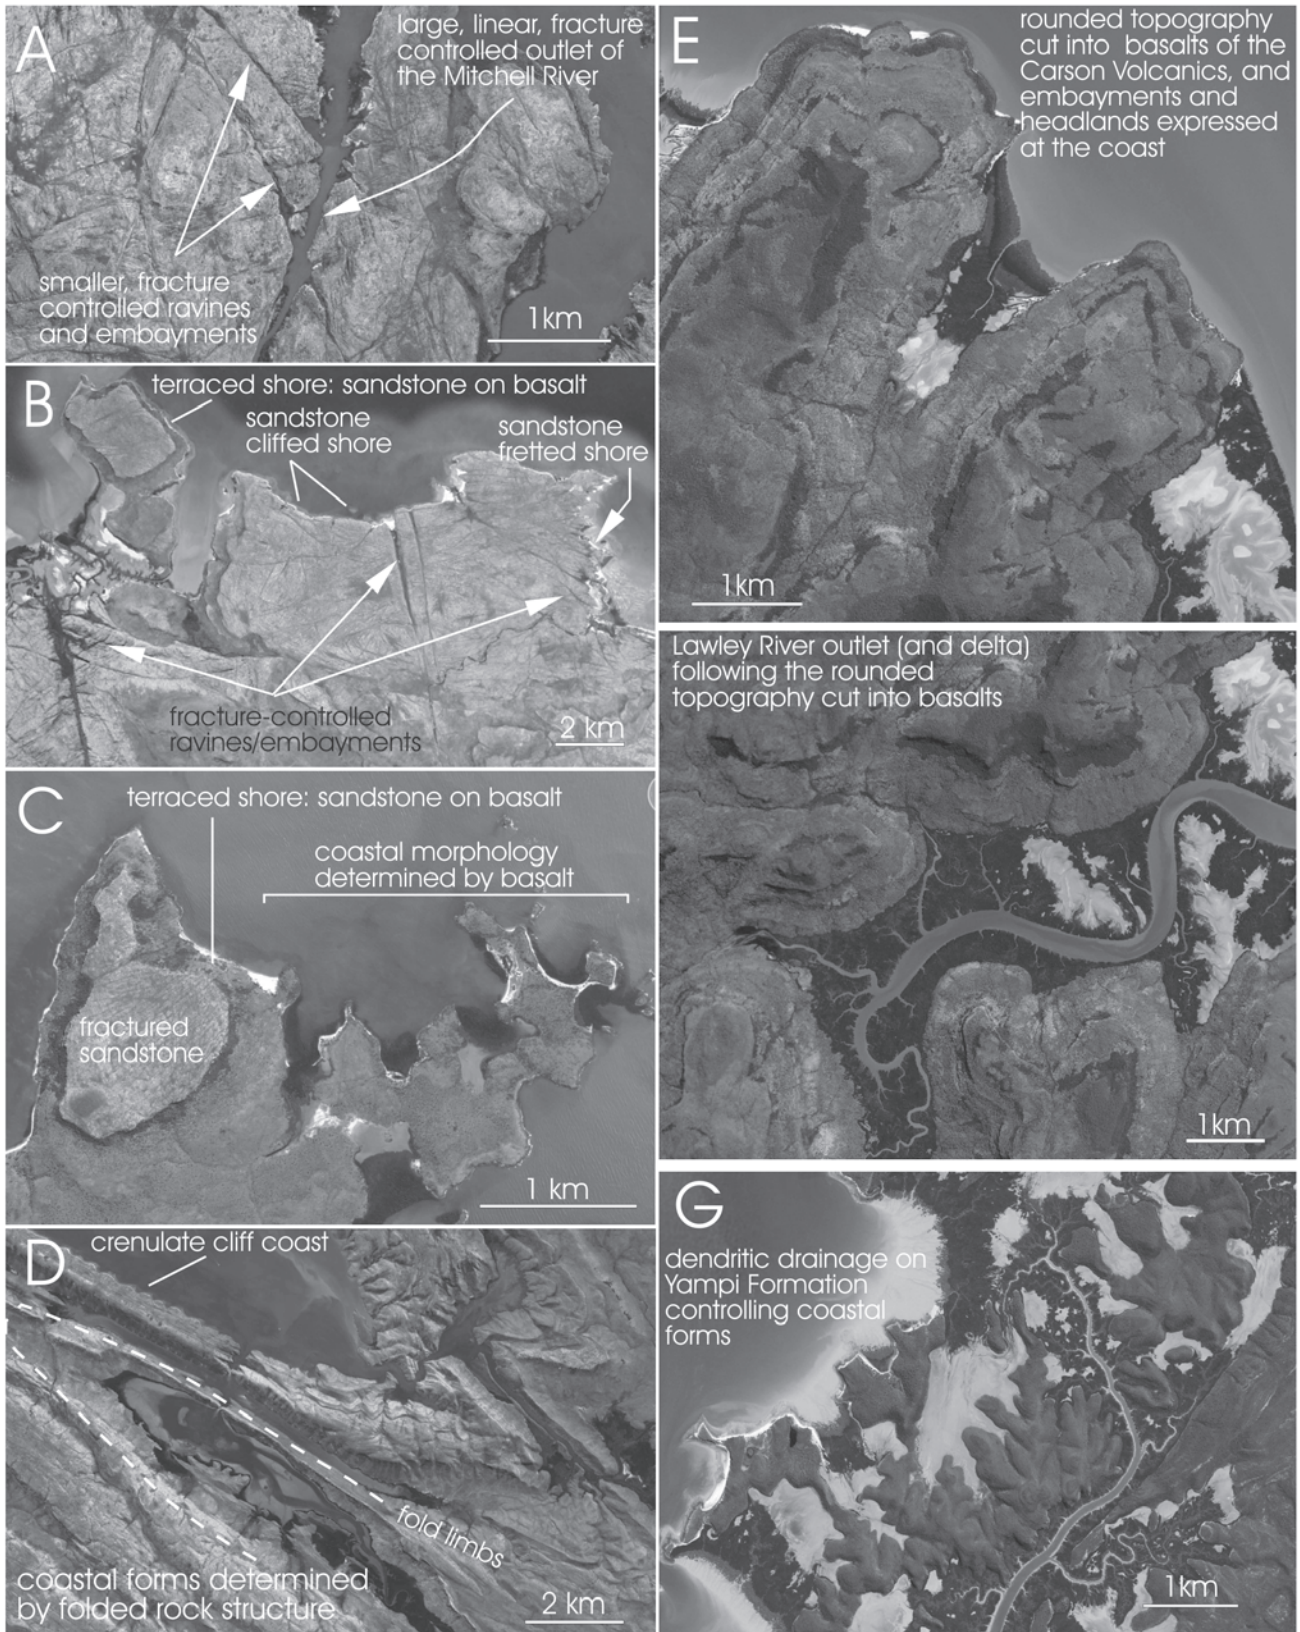 A
large, linear, fracture
controlled outlet of
the Mitchell River
smaller, fracture
controlled ravines
and embayments
1km
B
terraced shore: sandstone on basalt
sandstone
cliffed shore
sandstone
fretted shore
fracture-controlled
ravines/embayments
2 km
C
terraced shore: sandstone on basalt
coastal morphology
determined by basalt
fractured
sandstone
1 km
D
crenulate cliff coast
fold limbs
coastal forms determined
by folded rock structure
2 km
E
rounded topography
cut into basalts of the
Carson Volcanics, and
embayments and
headlands expressed
at the coast
1km
Lawley River outlet (and delta)
following the rounded
topography cut into basalts
1km
G
dendritic drainage on
Yampi Formation
controlling coastal
forms
1km